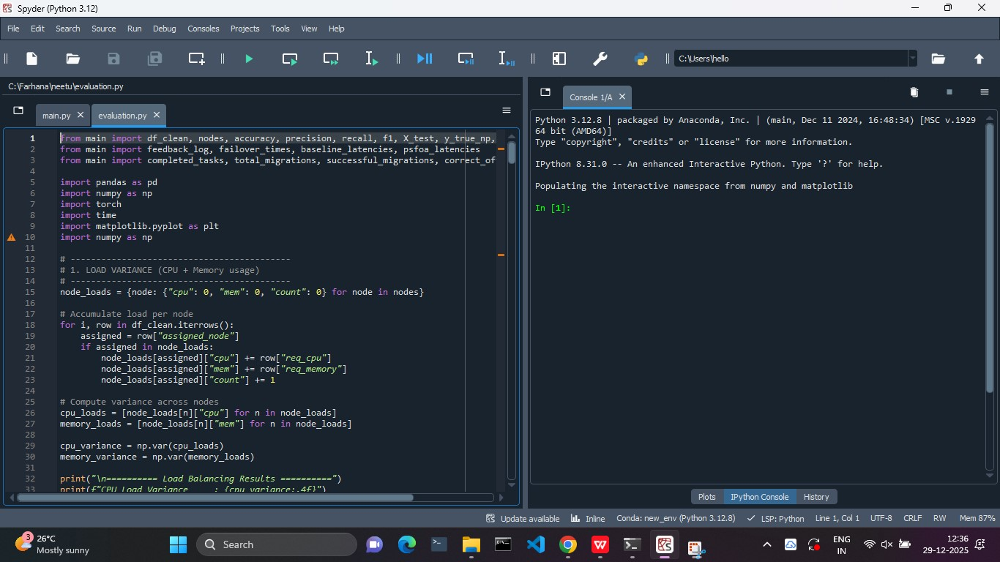 Spyder (Python 3.12)
File Edit Search Source Run Debug Consoles Projects Tools View Help
C:\Users\hello
C:\Farhana\neetu\evaluation.py
main.py evaluation.py
1 from main import df_clean, nodes, accuracy, precision, recall, f1, X_test, y_true_np,
2 from main import feedback_log, failover_times, baseline_latencies, psfoa_latencies
3 from main import completed_tasks, total_migrations, successful_migrations, correct_of
4
5 import pandas as pd
6 import numpy as np
7 import torch
8 import time
9 import matplotlib.pyplot as plt
10 import numpy as np
11
12 # -------------------------------------------
13 # 1. LOAD VARIANCE (CPU + Memory usage)
14 # -------------------------------------------
15 node_loads = {node: {"cpu": 0, "mem": 0, "count": 0} for node in nodes}
16
17 # Accumulate load per node
18 for i, row in df_clean.iterrows():
19     assigned = row["assigned_node"]
20     if assigned in node_loads:
21         node_loads[assigned]["cpu"] += row["req_cpu"]
22         node_loads[assigned]["mem"] += row["req_memory"]
23         node_loads[assigned]["count"] += 1
24
25 # Compute variance across nodes
26 cpu_loads = [node_loads[n]["cpu"] for n in node_loads]
27 memory_loads = [node_loads[n]["mem"] for n in node_loads]
28
29 cpu_variance = np.var(cpu_loads)
30 memory_variance = np.var(memory_loads)
31
32 print("\n========== Load Balancing Results ==========")
33 print(f"CPU Load Variance     : {cpu_variance:.4f}")
Console 1/A
Python 3.12.8 | packaged by Anaconda, Inc. | (main, Dec 11 2024, 16:48:34) [MSC v.1929
64 bit (AMD64)]
Type "copyright", "credits" or "license" for more information.
IPython 8.31.0 -- An enhanced Interactive Python. Type '?' for help.
Populating the interactive namespace from numpy and matplotlib
In [1]:
Plots IPython Console History
Update available Inline Conda: new_env (Python 3.12.8) LSP: Python Line 1, Col 1 UTF-8 CRLF RW Mem 87%
3
26°C
Mostly sunny
Search
ENG
IN
12:36
29-12-2025